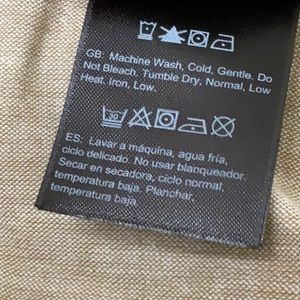 GB: Machine Wash, Cold, Gentle. Do
Not Bleach, Tumble Dry, Normal, Low
Heat. Iron, Low.
30
ES: Lavar a máquina, agua fría,
ciclo delicado. No usar blanqueador.
Secar en secadora, ciclo normal,
temperatura baja. Planchar,
temperatura baja.